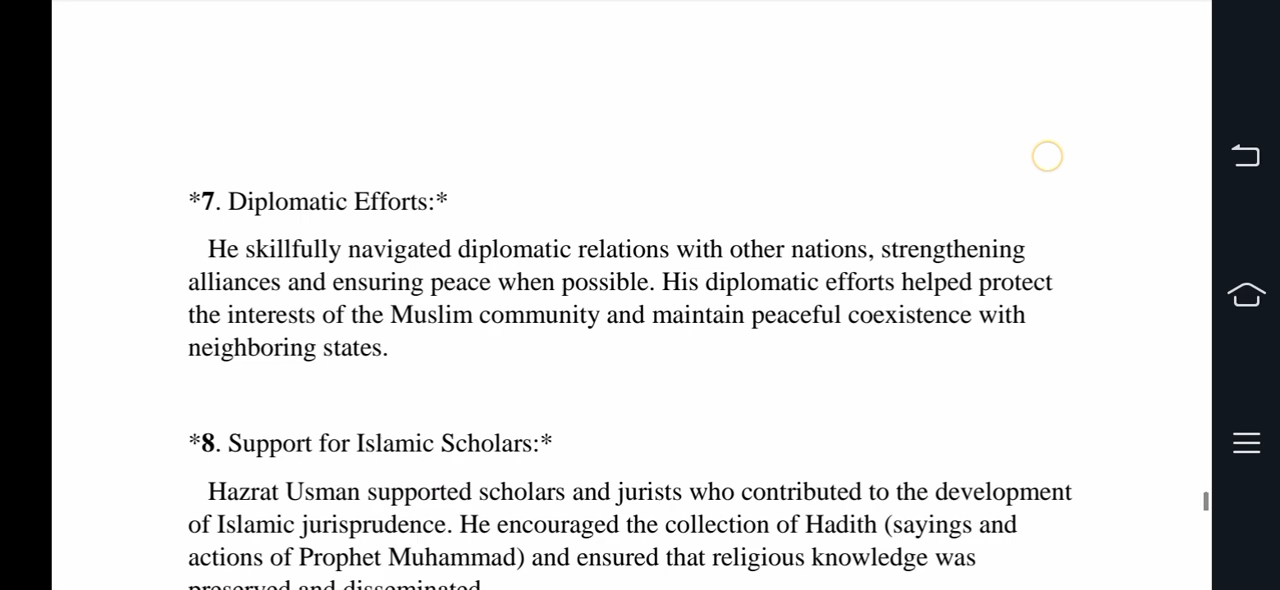 *7. Diplomatic Efforts:*
He skillfully navigated diplomatic relations with other nations, strengthening
alliances and ensuring peace when possible. His diplomatic efforts helped protect
the interests of the Muslim community and maintain peaceful coexistence with
neighboring states.
*8. Support for Islamic Scholars:*
Hazrat Usman supported scholars and jurists who contributed to the development
of Islamic jurisprudence. He encouraged the collection of Hadith (sayings and
actions of Prophet Muhammad) and ensured that religious knowledge was
preserved and disseminated.